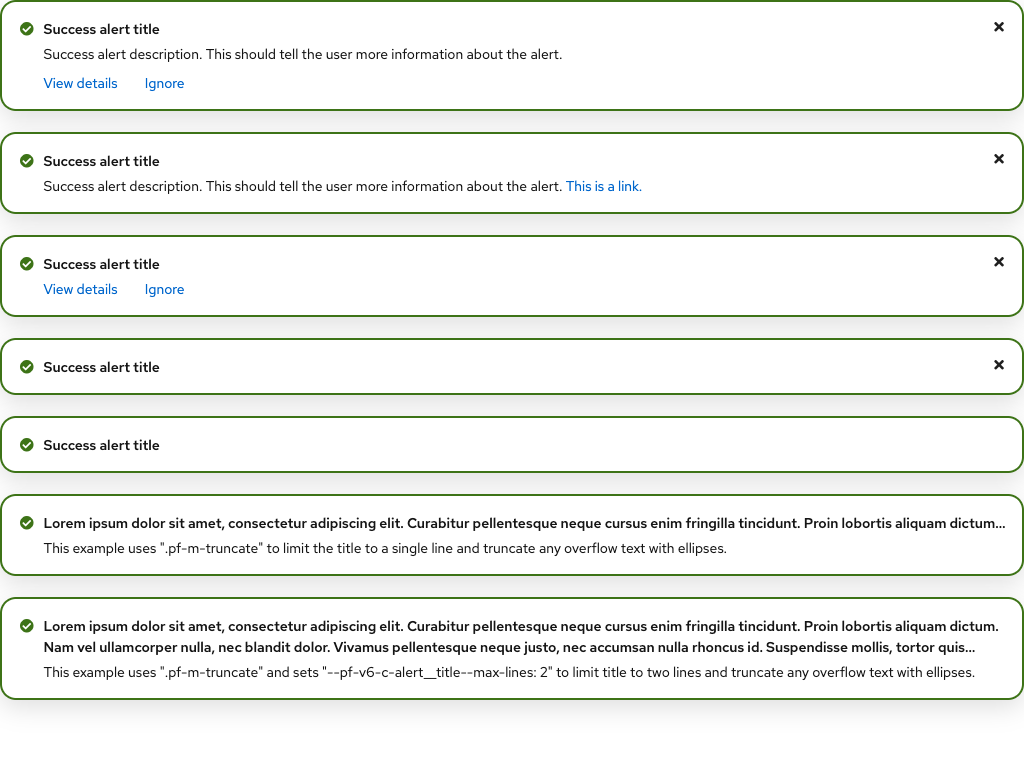 Success alert title
Success alert description. This should tell the user more information about the alert.
View details Ignore
Success alert title
Success alert description. This should tell the user more information about the alert. This is a link.
Success alert title
View details Ignore
Success alert title
Success alert title
Lorem ipsum dolor sit amet, consectetur adipiscing elit. Curabitur pellentesque neque cursus enim fringilla tincidunt. Proin lobortis aliquam dictum...
This example uses ".pf-m-truncate" to limit the title to a single line and truncate any overflow text with ellipses.
Lorem ipsum dolor sit amet, consectetur adipiscing elit. Curabitur pellentesque neque cursus enim fringilla tincidunt. Proin lobortis aliquam dictum.
Nam vel ullamcorper nulla, nec blandit dolor. Vivamus pellentesque neque justo, nec accumsan nulla rhoncus id. Suspendisse mollis, tortor quis...
This example uses ".pf-m-truncate" and sets "--pf-v6-c-alert__title--max-lines: 2" to limit title to two lines and truncate any overflow text with ellipses.